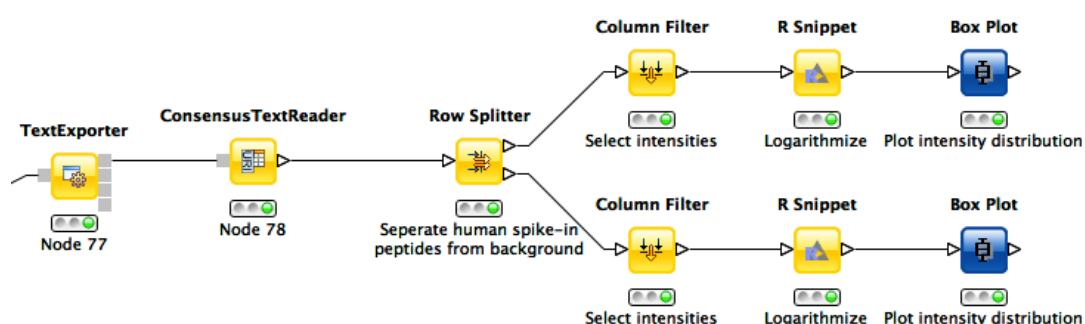 Column Filter
R Snippet
Box Plot
Select intensities
Logarithmize
Plot intensity distribution
TextExporter
Node 77
ConsensusTextReader
Node 78
Row Splitter
Seperate human spike-in
peptides from background
Column Filter
R Snippet
Box Plot
Select intensities
Logarithmize
Plot intensity distribution